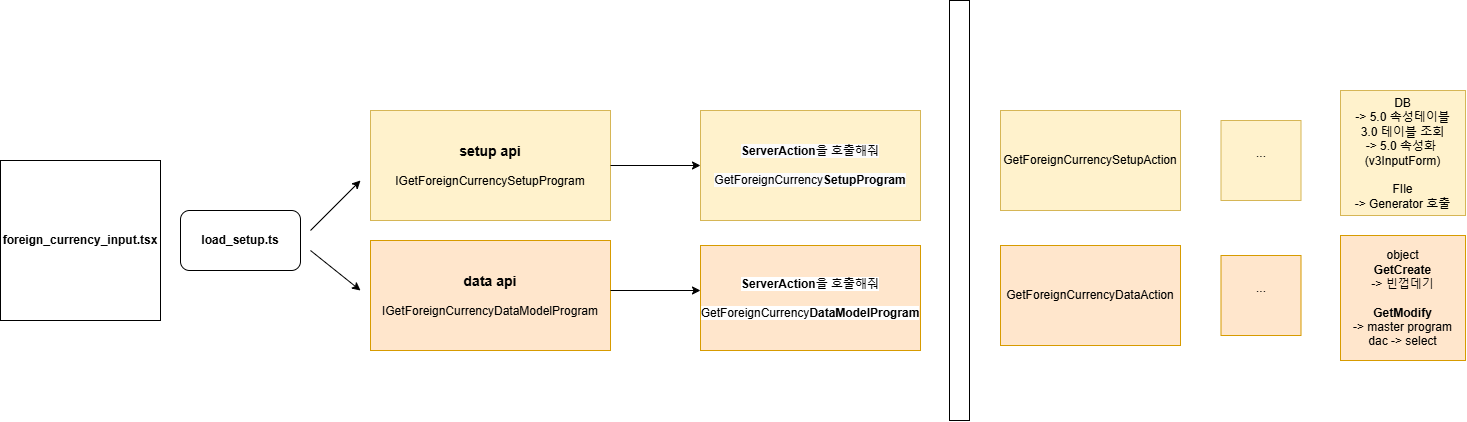 foreign_currency_input.tsx
load_setup.ts
setup api
IGetForeignCurrencySetupProgram
data api
IGetForeignCurrencyDataModelProgram
ServerAction을 호출해줘
GetForeignCurrencySetupProgram
ServerAction을 호출해줘
GetForeignCurrencyDataModelProgram
GetForeignCurrencySetupAction
...
DB
-> 5.0 속성테이블
3.0 테이블 조회
-> 5.0 속성화
(v3InputForm)
FIle
-> Generator 호출
GetForeignCurrencyDataAction
...
object
GetCreate
-> 빈껍데기
GetModify
-> master program
dac -> select